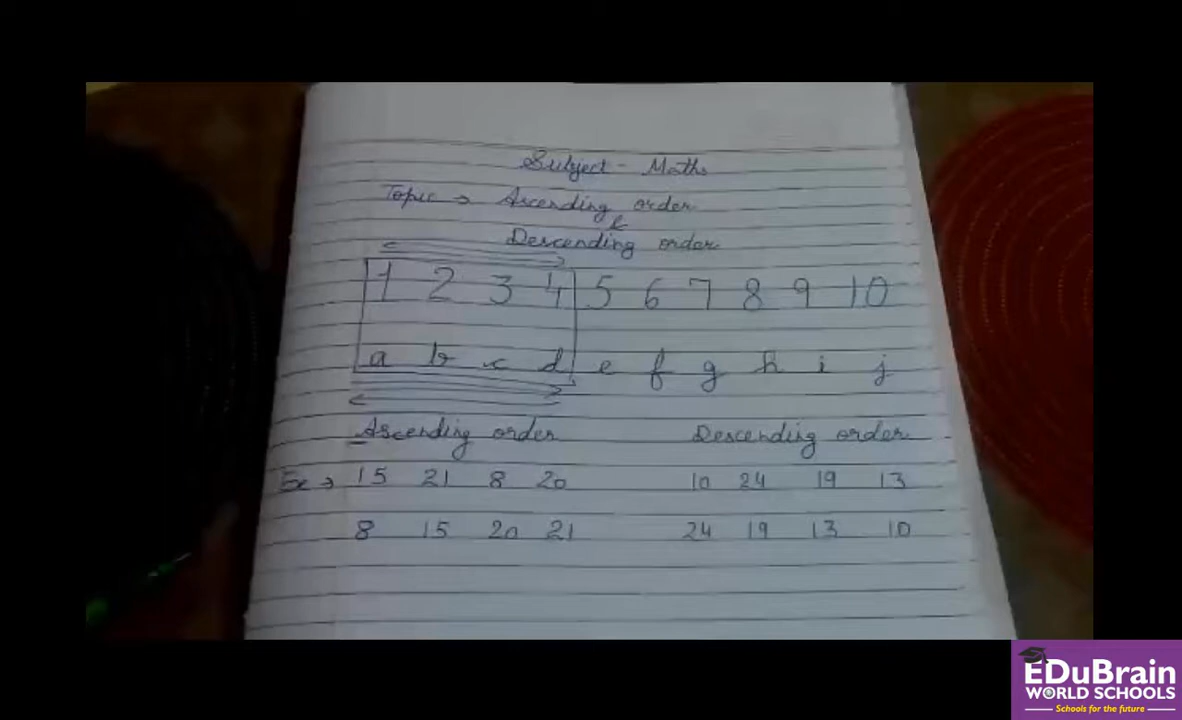 Subject - Maths
Topic → Ascending order
&
Descending order
1 2 3 4 5 6 7 8 9 10
a b c d e f g h i j
Ascending order Descending order
Ex → 15 21 8 20 10 24 19 13
8 15 20 21 24 19 13 10
EDuBrain
WORLD SCHOOLS
Schools for the future